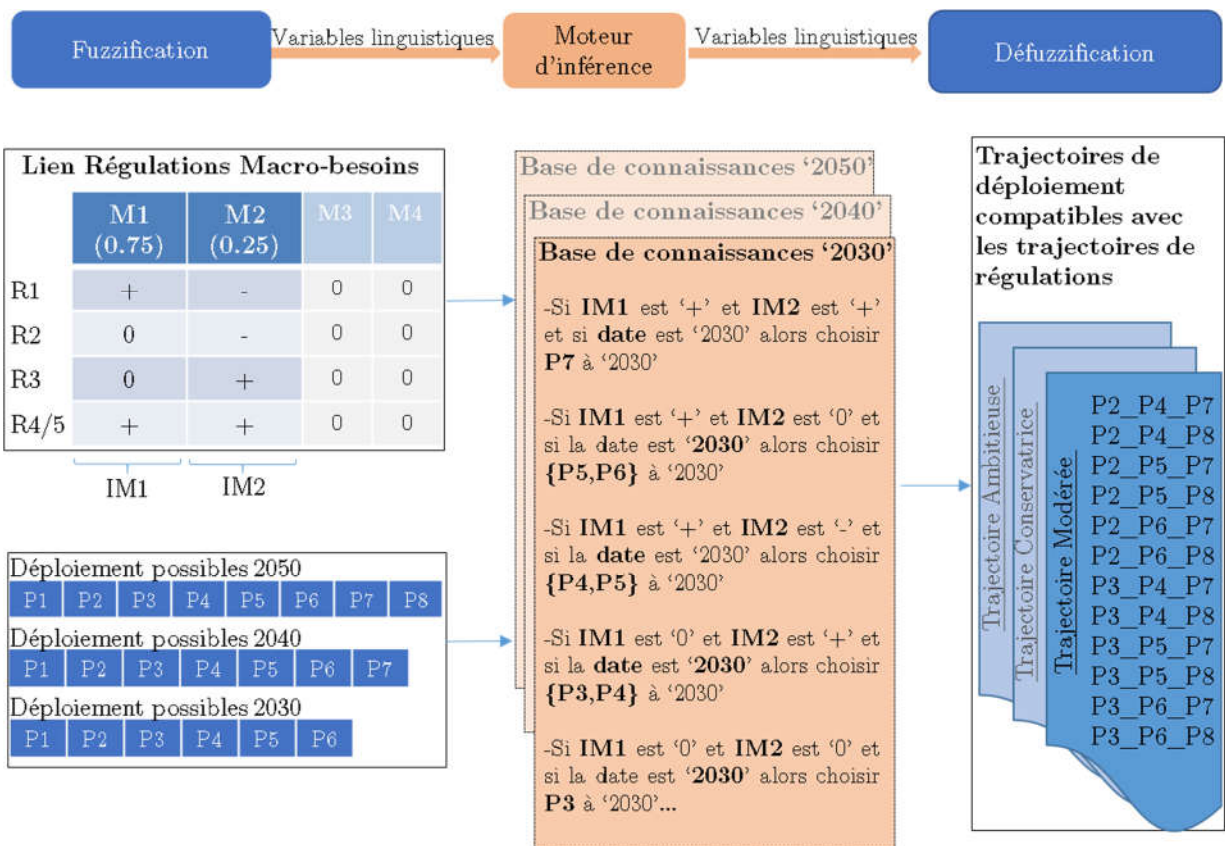 Fuzzification
Variables linguistiques
Moteur
d'inférence
Variables linguistiques
Défuzzification
Lien Régulations Macro-besoins
M1
(0.75)
M2
(0.25)
M3
M4
R1 + - 0 0
R2 0 - 0 0
R3 0 + 0 0
R4/5 + + 0 0
IM1
IM2
Déploiement possibles 2050
P1 P2 P3 P4 P5 P6 P7 P8
Déploiement possibles 2040
P1 P2 P3 P4 P5 P6 P7
Déploiement possibles 2030
P1 P2 P3 P4 P5 P6
Base de connaissances '2050'
Base de connaissances '2040'
Base de connaissances '2030'
-Si IM1 est '+' et IM2 est '+'
et si date est '2030' alors choisir
P7 à '2030'
-Si IM1 est '+' et IM2 est '0' et
si la date est '2030' alors choisir
{P5,P6} à '2030'
-Si IM1 est '+' et IM2 est '-' et
si la date est '2030' alors choisir
{P4,P5} à '2030'
-Si IM1 est '0' et IM2 est '+' et
si la date est '2030' alors choisir
{P3,P4} à '2030'
-Si IM1 est '0' et IM2 est '0' et
si la date est '2030' alors choisir
P3 à '2030'...
Trajectoires de
déploiement
compatibles avec
les trajectoires de
régulations
Trajectoire Ambitieuse
Trajectoire Conservatrice
Trajectoire Modérée
P2_P4_P7
P2_P4_P8
P2_P5_P7
P2_P5_P8
P2_P6_P7
P2_P6_P8
P3_P4_P7
P3_P4_P8
P3_P5_P7
P3_P5_P8
P3_P6_P7
P3_P6_P8